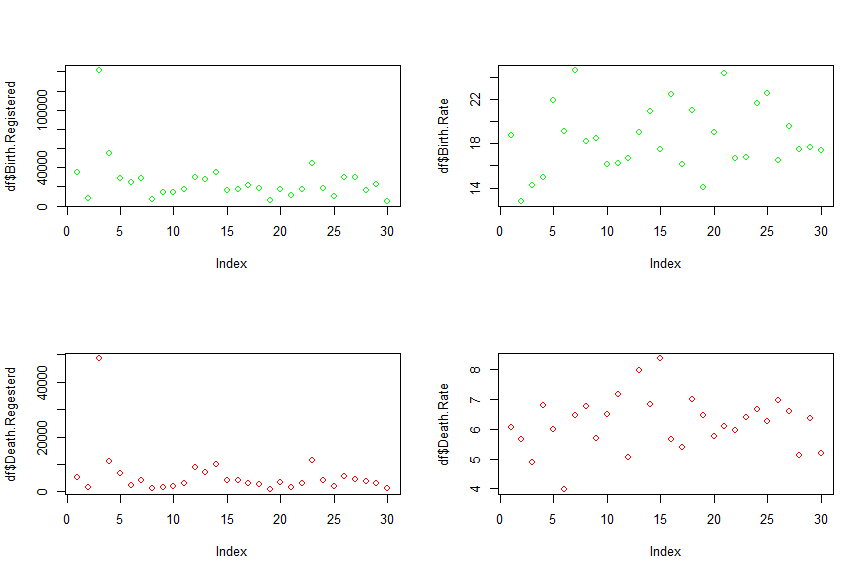 df$Birth.Registered
0 40000 100000
0 5 10 15 20 25 30
Index
df$Birth.Rate
14 18 22
0 5 10 15 20 25 30
Index
df$Death.Regesterd
0 20000 40000
0 5 10 15 20 25 30
Index
df$Death.Rate
4 5 6 7 8
0 5 10 15 20 25 30
Index